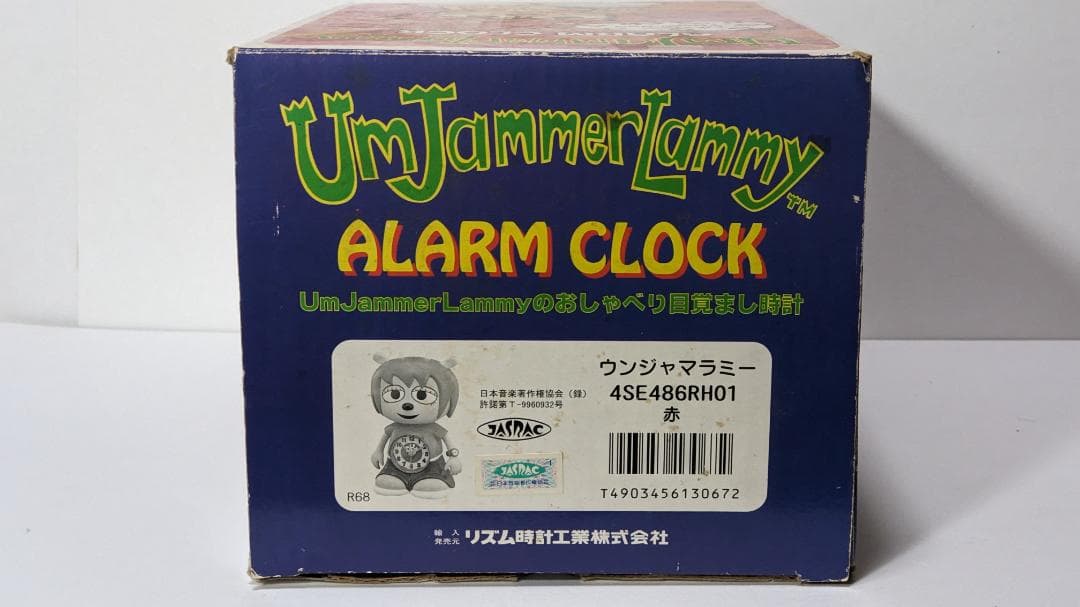 UmJammerLammy™
ALARM CLOCK
UmJammerLammyのおしゃべり目覚まし時計
ウンジャマラミー
4SE486RH01
赤
日本音楽著作権協会（録）
許諾第T-9960932号
JASRAC
JASRAC
T4903456130672
R68
輸入
発売元 リズム時計工業株式会社